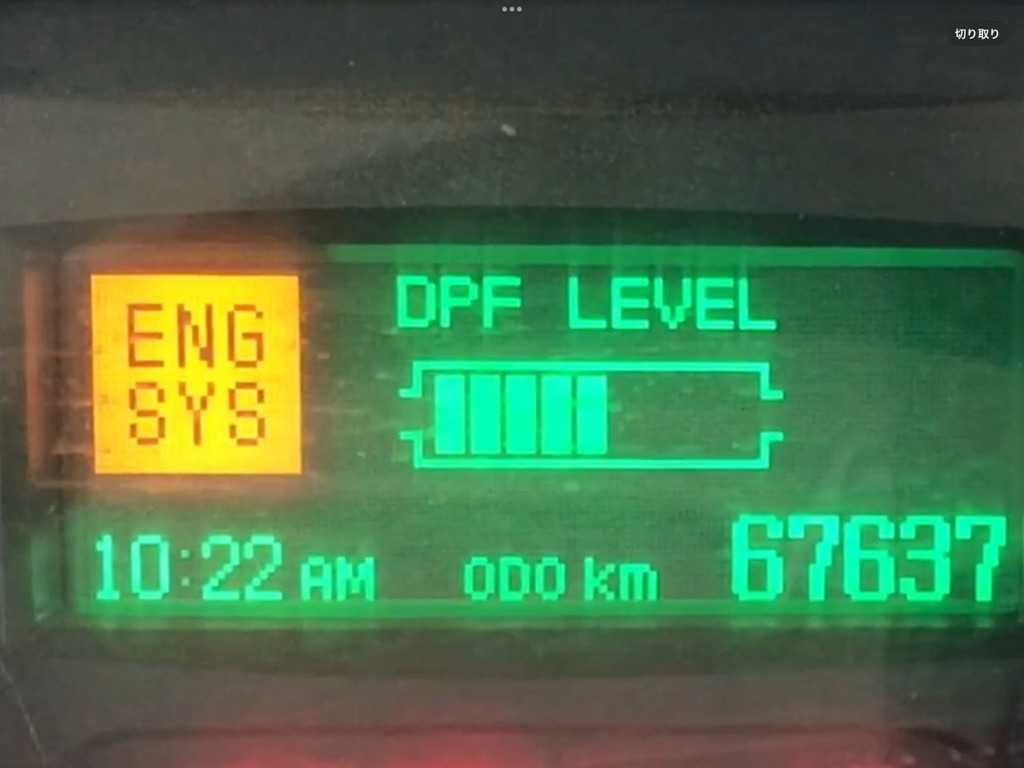 切り取り
ENG
SYS
DPF LEVEL
10:22 AM ODO km 67637